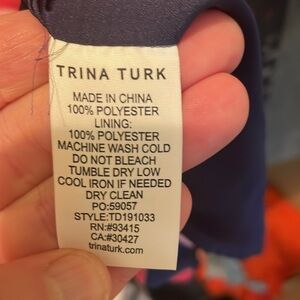 TRINA TURK
MADE IN CHINA
100% POLYESTER
LINING:
100% POLYESTER
MACHINE WASH COLD
DO NOT BLEACH
TUMBLE DRY LOW
COOL IRON IF NEEDED
DRY CLEAN
PO:59057
STYLE:TD191033
RN:#93415
CA:#30427
trinaturk.com